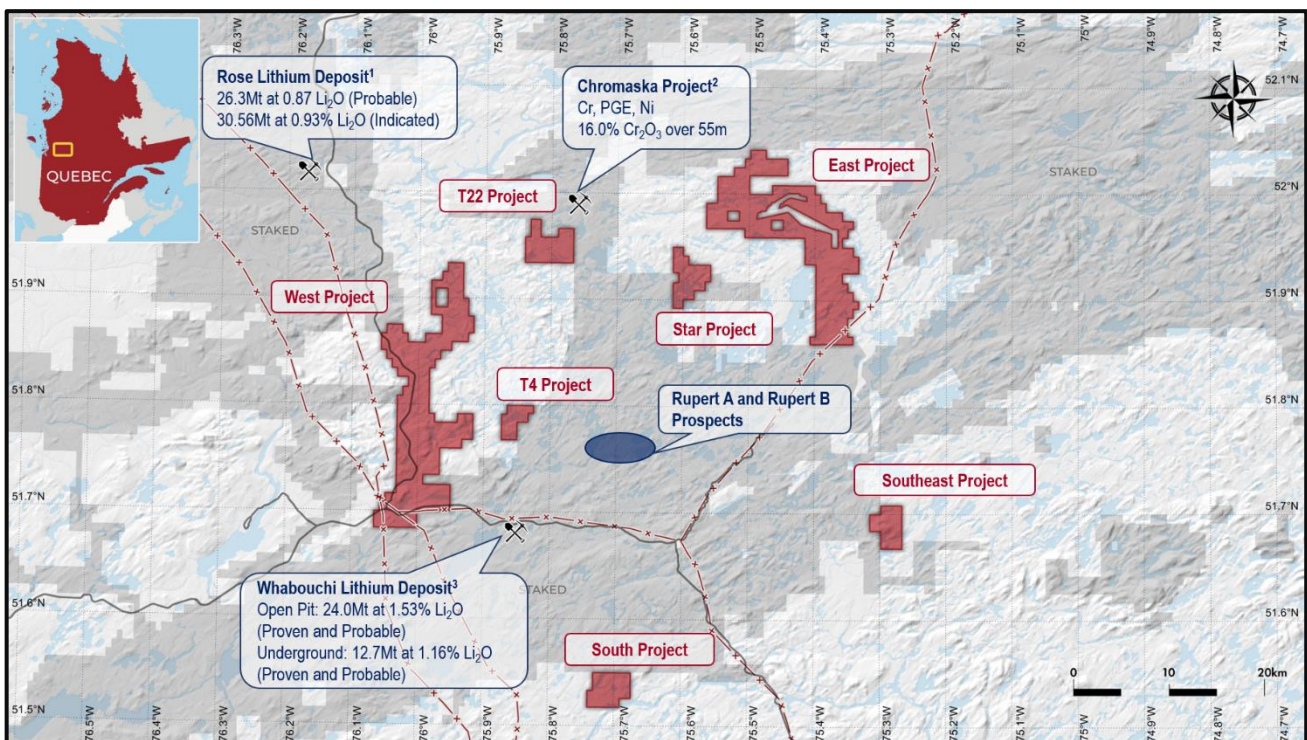 76.3°W 76.2°W 76.1°W 76°W 75.9°W 75.8°W 75.7°W 75.6°W 75.5°W 75.4°W 75.3°W 75.2°W 75.1°W 75°W 74.9°W 74.8°W 74.7°W
QUEBEC
Rose Lithium Deposit¹
26.3Mt at 0.87 Li₂O (Probable)
30.56Mt at 0.93% Li₂O (Indicated)
Chromaska Project²
Cr, PGE, Ni
16.0% Cr₂O₃ over 55m
52.1°N
East Project
STAKED
T22 Project
52°N
STAKED
West Project
51.9°N
51.9°N
Star Project
T4 Project
51.8°N
51.8°N
Rupert A and Rupert B
Prospects
51.7°N
51.7°N
Southeast Project
Whabouchi Lithium Deposit³
Open Pit: 24.0Mt at 1.53% Li₂O
(Proven and Probable)
Underground: 12.7Mt at 1.16% Li₂O
(Proven and Probable)
STAKED
51.6°N
51.6°N
South Project
0 10 20km
51.5°N
51.5°N
76.5°W 76.4°W 76.3°W 76.2°W 76.1°W 76°W 75.9°W 75.8°W 75.7°W 75.6°W 75.5°W 75.4°W 75.3°W 75.2°W 75.1°W 75°W 74.9°W 74.8°W 74.7°W